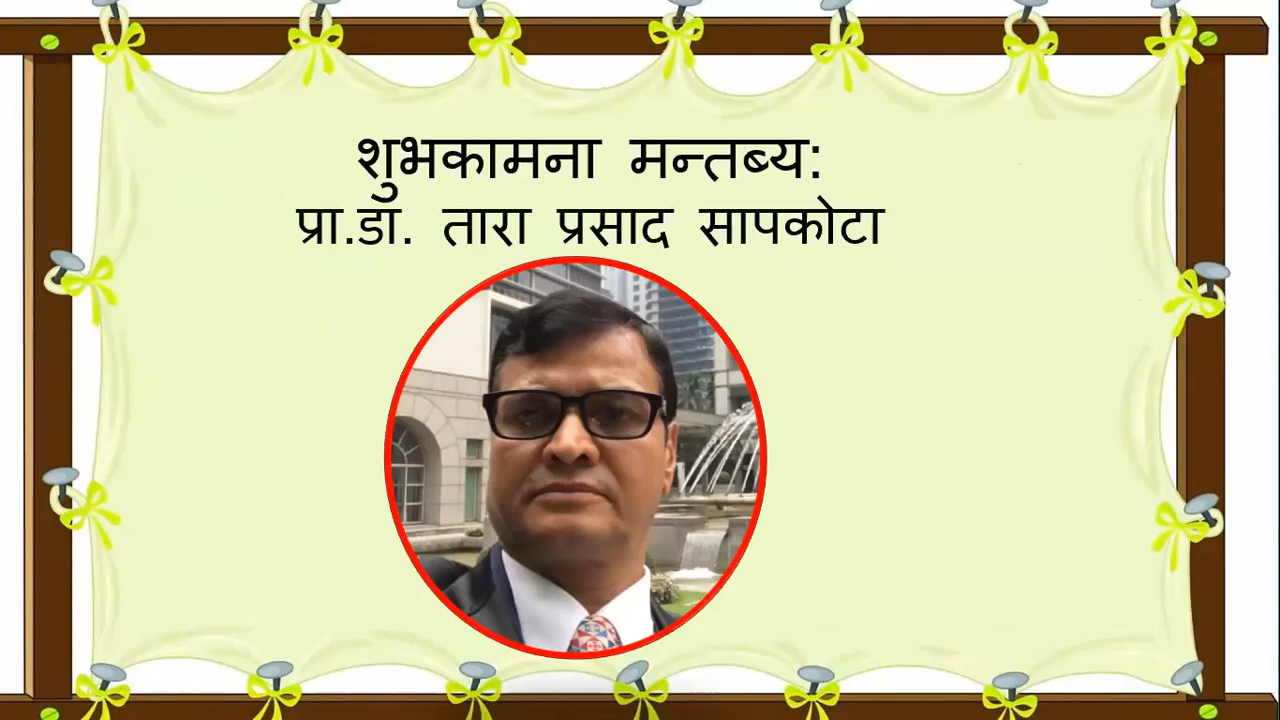 शुभकामना मन्तब्य:
प्रा.डा. तारा प्रसाद सापकोटा